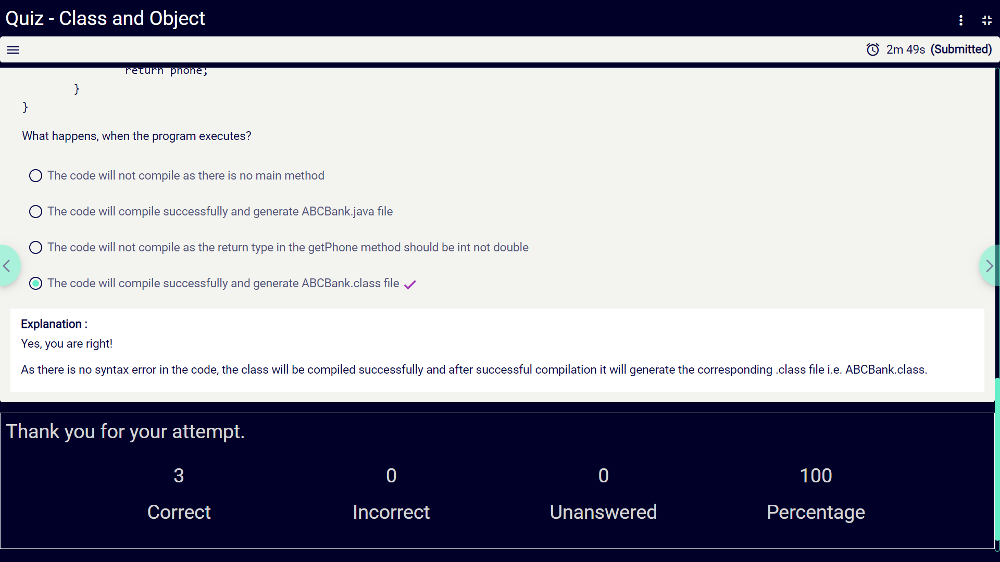 Quiz - Class and Object
2m 49s (Submitted)
return phone;
}
}
What happens, when the program executes?
The code will not compile as there is no main method
The code will compile successfully and generate ABCBank.java file
The code will not compile as the return type in the getPhone method should be int not double
The code will compile successfully and generate ABCBank.class file
Explanation :
Yes, you are right!
As there is no syntax error in the code, the class will be compiled successfully and after successful compilation it will generate the corresponding .class file i.e. ABCBank.class.
Thank you for your attempt.
3 0 0 100
Correct Incorrect Unanswered Percentage